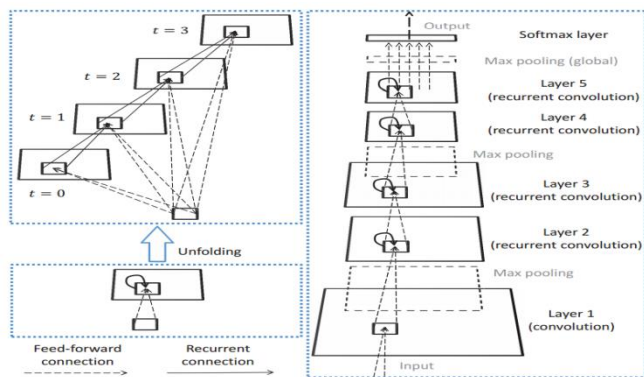 t = 3
t = 2
t = 1
t = 0
Unfolding
Feed-forward
connection
Recurrent
connection
Output
Softmax layer
Max pooling (global)
Layer 5
(recurrent convolution)
Layer 4
(recurrent convolution)
Max pooling
Layer 3
(recurrent convolution)
Layer 2
(recurrent convolution)
Max pooling
Layer 1
(convolution)
Input